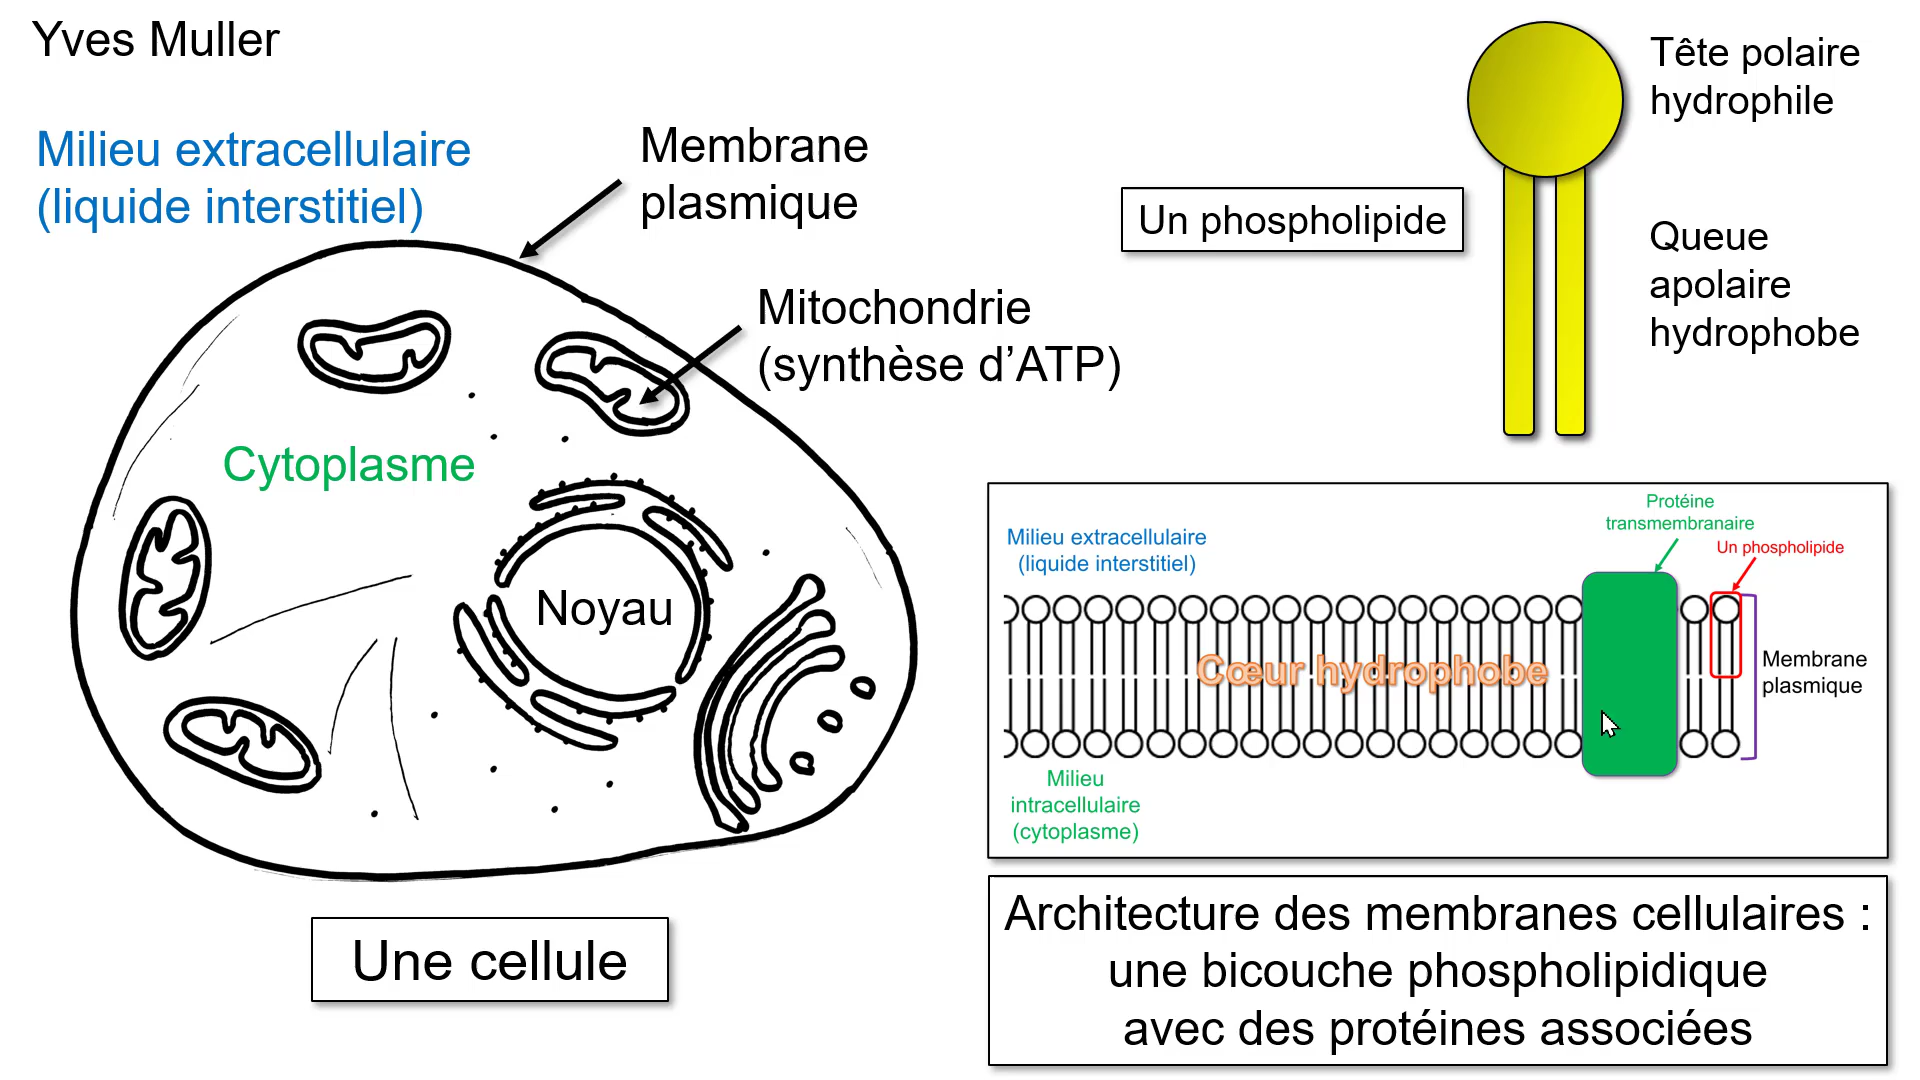 Yves Muller
Milieu extracellulaire
(liquide interstitiel)
Membrane
plasmique
Mitochondrie
(synthèse d’ATP)
Cytoplasme
Noyau
Une cellule
Tête polaire
hydrophile
Un phospholipide
Queue
apolaire
hydrophobe
Protéine
transmembranaire
Un phospholipide
Milieu extracellulaire
(liquide interstitiel)
Cœur hydrophobe
Membrane
plasmique
Milieu
intracellulaire
(cytoplasme)
Architecture des membranes cellulaires :
une bicouche phospholipidique
avec des protéines associées